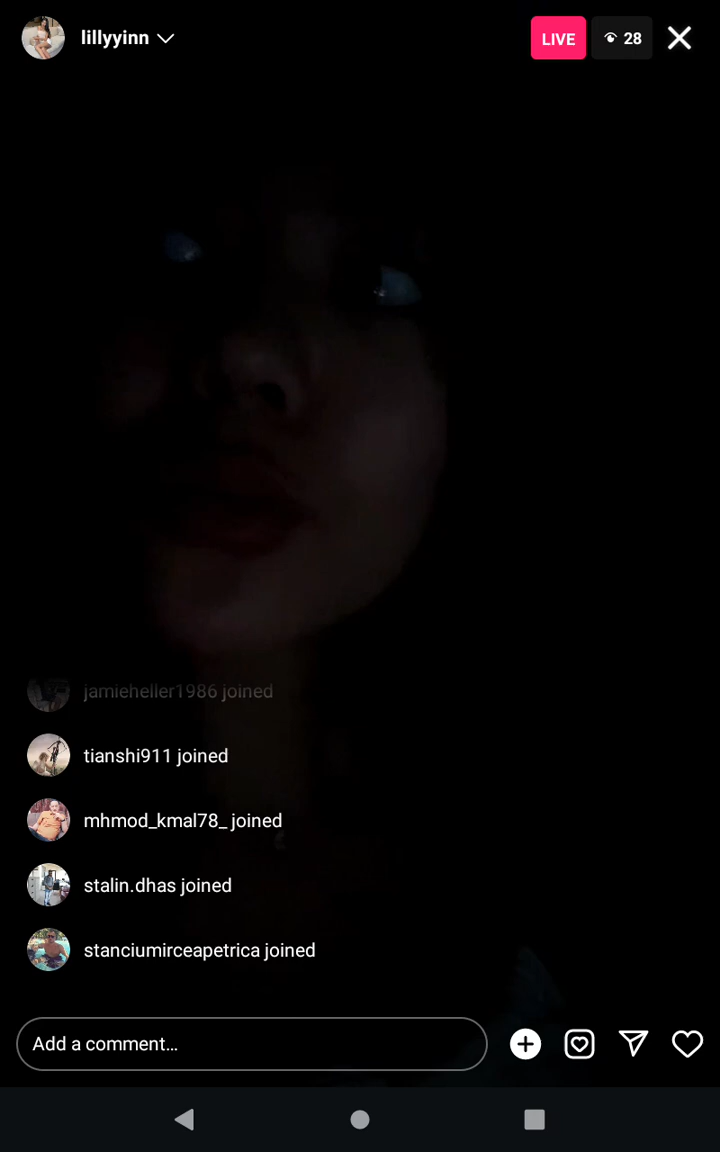 lillyyinn
LIVE
28
jamieheller1986 joined
tianshi911 joined
mhmod_kmal78_ joined
stalin.dhas joined
stanciumirceapetrica joined
Add a comment...